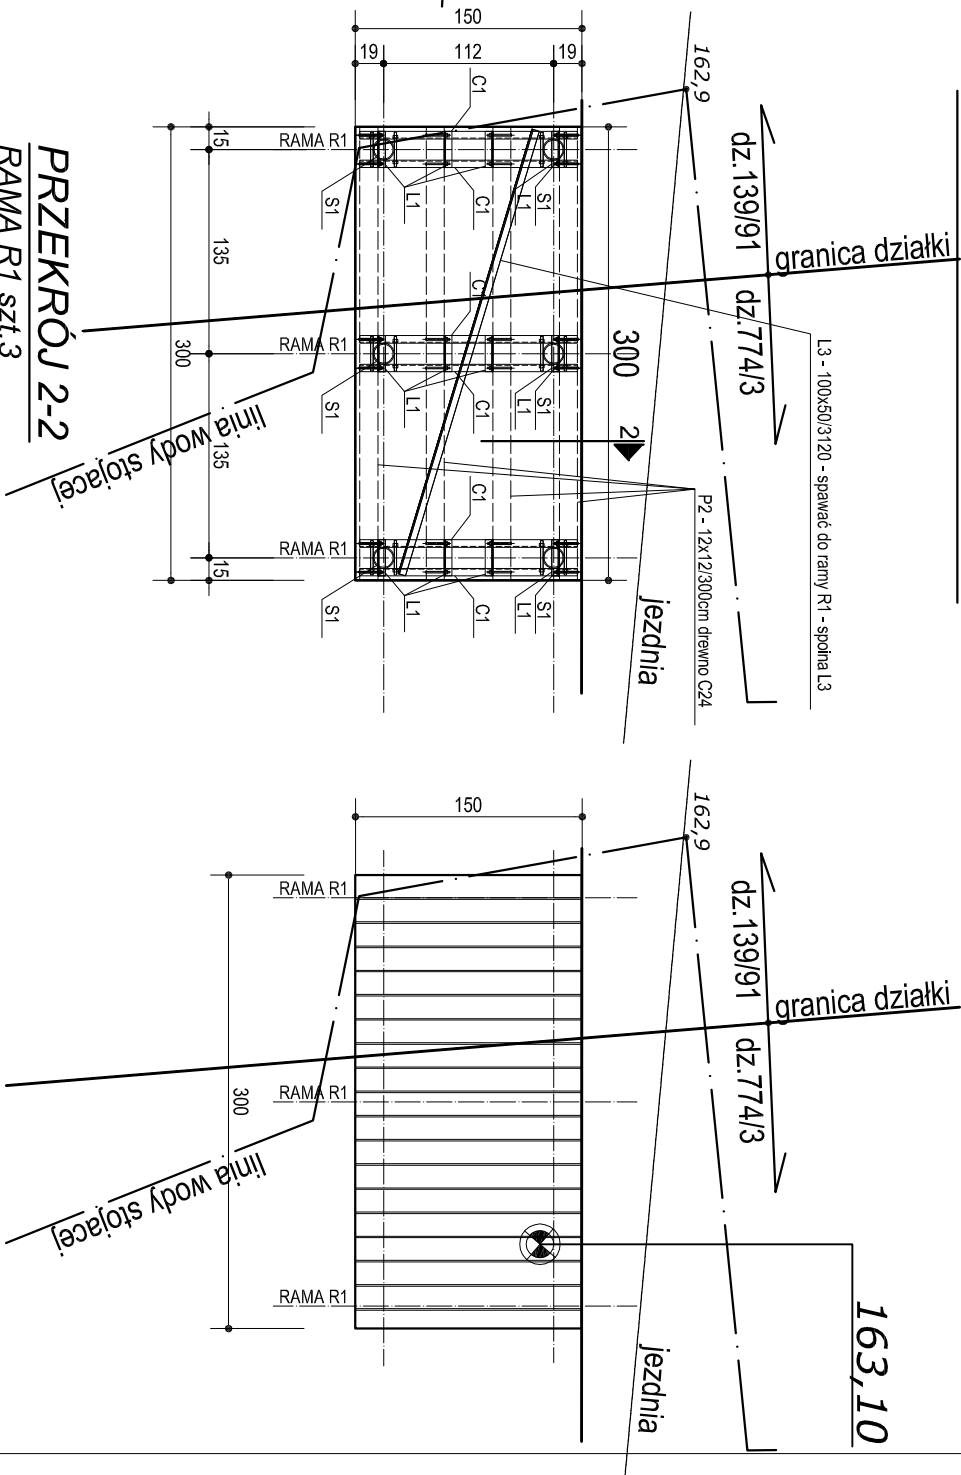 150
19
112
19
162,9
C1
dz.139/91
granica działki
dz.774/3
RAMA R1
S1
L1
C1
L1
S1
15
135
300
135
15
C1
RAMA R1
S1
L1
C1
L1
S1
300
2
L3 - 100x50/3120 - spawać do ramy R1 - spoina L3
P2 - 12x12/300cm drewno C24
C1
RAMA R1
S1
L1
C1
L1
S1
jezdnia
linia wody stojacej
PRZEKRÓJ 2-2
RAMA R1 szt.3
150
162,9
dz.139/91
granica działki
dz.774/3
RAMA R1
RAMA R1
RAMA R1
300
linia wody stojacej
jezdnia
163,10